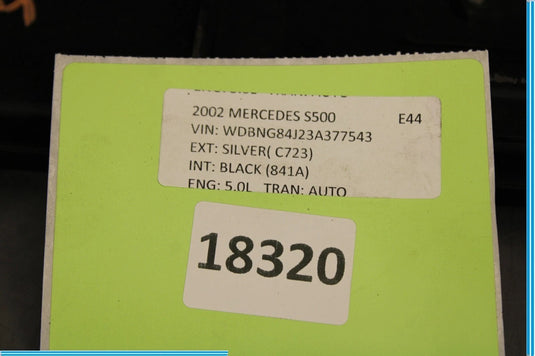 2002 MERCEDES S500 E44
VIN: WDBNG84J23A377543
EXT: SILVER( C723)
INT: BLACK (841A)
ENG: 5.0L TRAN: AUTO
18320